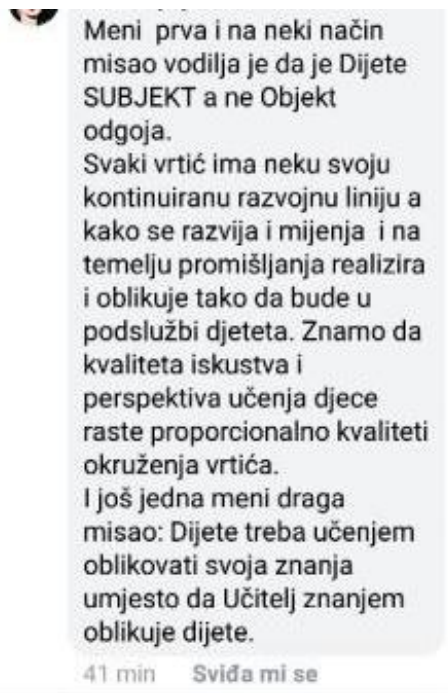 Meni prva i na neki način
misao vodilja je da je Dijete
SUBJEKT a ne Objekt
odgoja.
Svaki vrtić ima neku svoju
kontinuiranu razvojnu liniju a
kako se razvija i mijenja i na
temelju promišljanja realizira
i oblikuje tako da bude u
podslužbi djeteta. Znamo da
kvaliteta iskustva i
perspektiva učenja djece
raste proporcionalno kvaliteti
okruženja vrtića.
I još jedna meni draga
misao: Dijete treba učenjem
oblikovati svoja znanja
umjesto da Učitelj znanjem
oblikuje dijete.
41 min Sviđa mi se